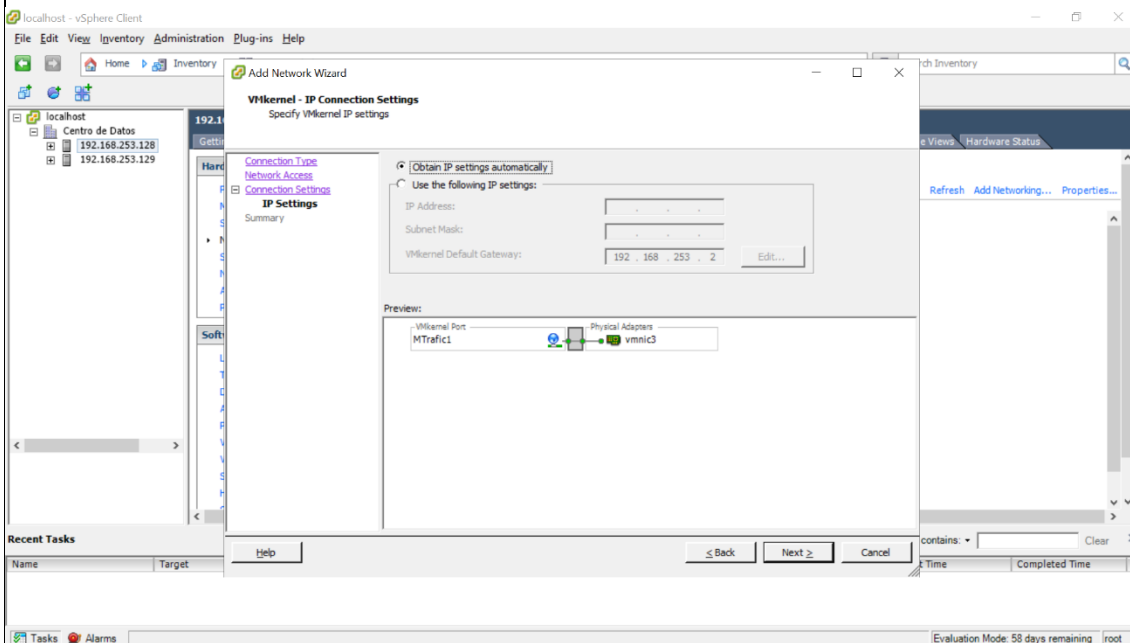 localhost - vSphere Client
File Edit View Inventory Administration Plug-ins Help
Home Inventory
Add Network Wizard
VMkernel - IP Connection Settings
Specify VMkernel IP settings
localhost
Centro de Datos
192.168.253.128
192.168.253.129
Connection Type
Network Access
Connection Settings
IP Settings
Summary
Obtain IP settings automatically
Use the following IP settings:
IP Address: . . .
Subnet Mask: . . .
VMkernel Default Gateway: 192 . 168 . 253 . 2 Edit...
Preview:
VMkernel Port Physical Adapters
MTrafic1 vmnic3
Hardware Status
Refresh Add Networking... Properties...
Help < Back Next > Cancel
Recent Tasks
contains: Clear
Name Target Time Completed Time
Tasks Alarms Evaluation Mode: 58 days remaining root